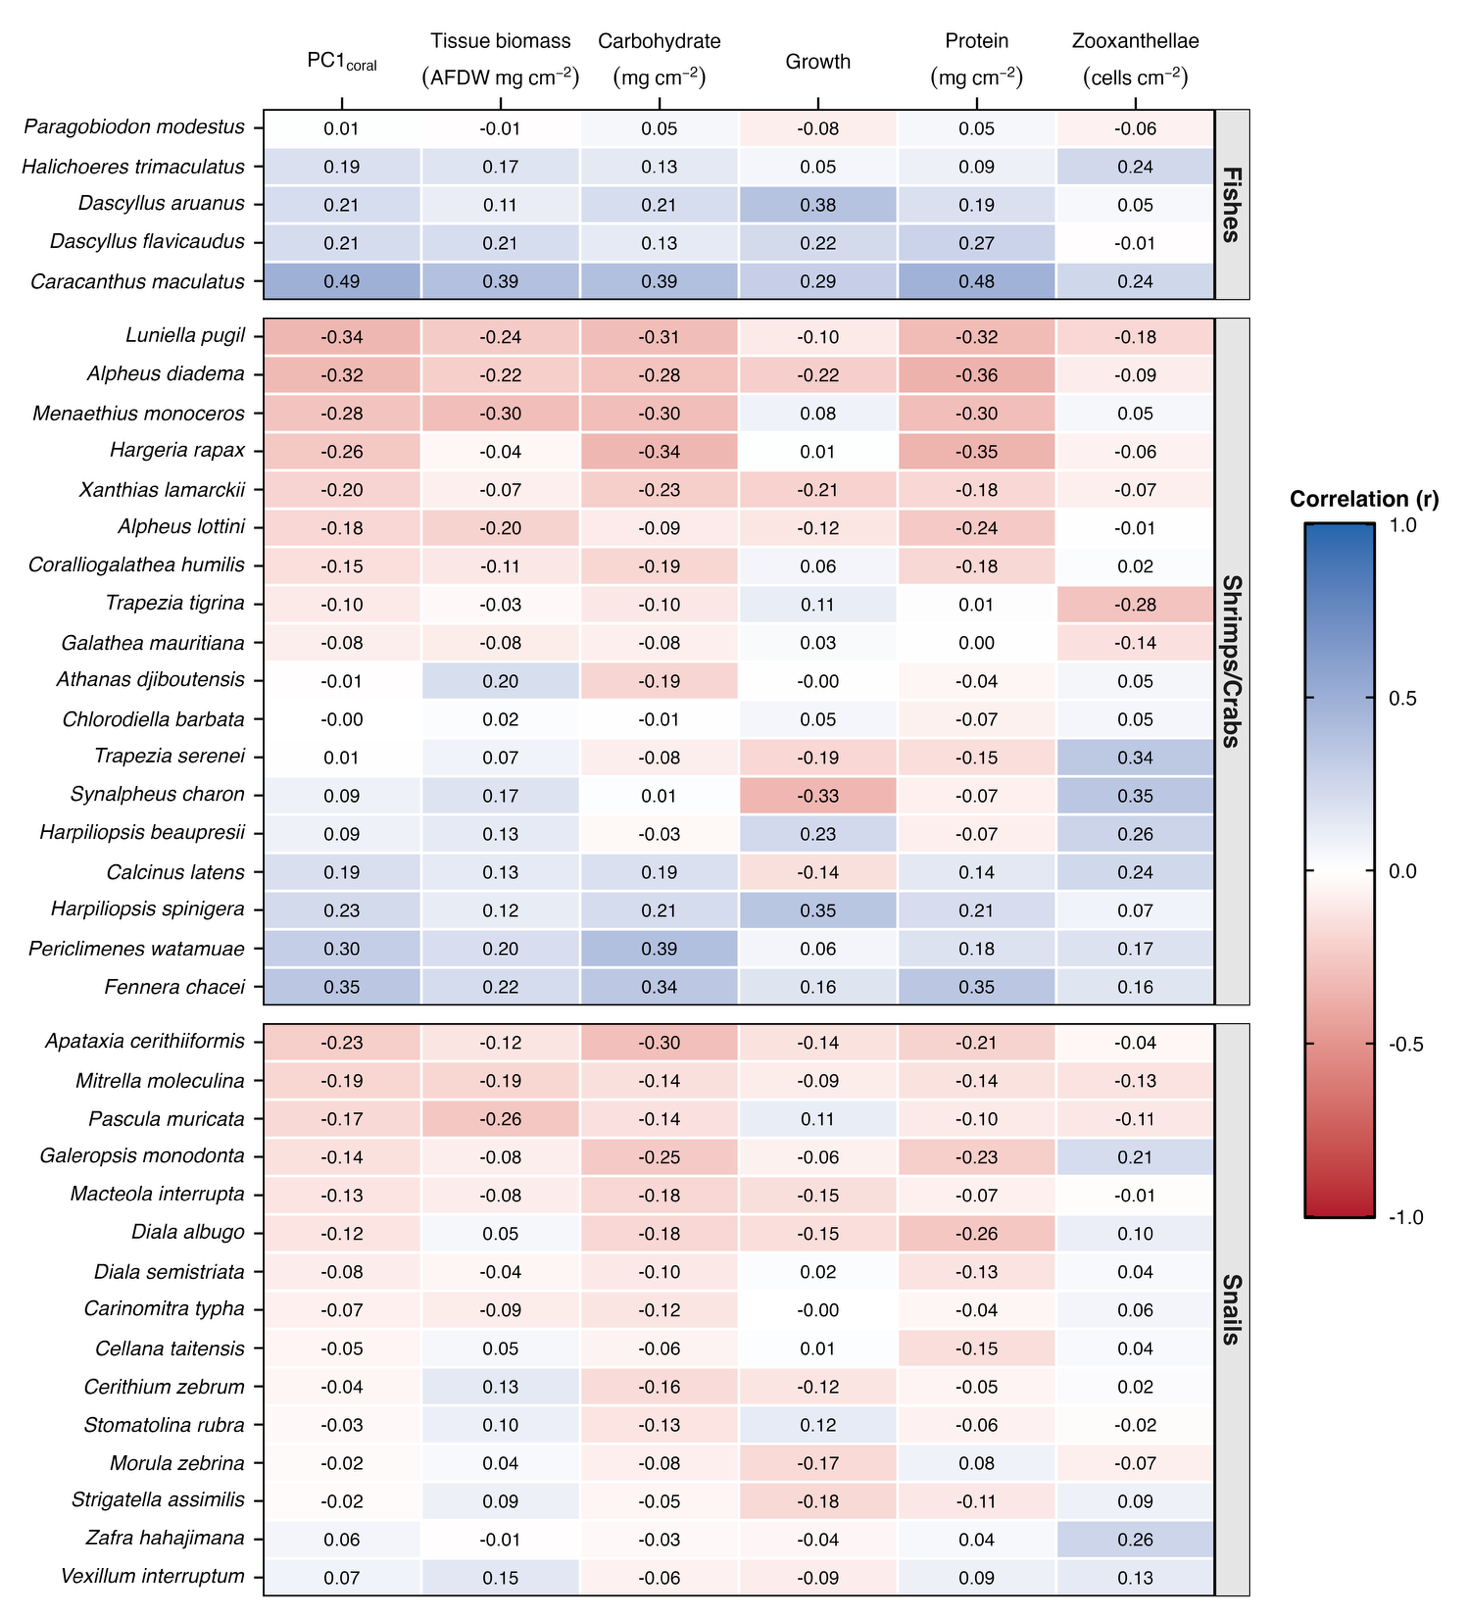 PC1coral Tissue biomass (AFDW mg cm−2) Carbohydrate (mg cm−2) Growth Protein (mg cm−2) Zooxanthellae (cells cm−2)
Paragobiodon modestus 0.01 -0.01 0.05 -0.08 0.05 -0.06
Halichoeres trimaculatus 0.19 0.17 0.13 0.05 0.09 0.24
Dascyllus aruanus 0.21 0.11 0.21 0.38 0.19 0.05
Dascyllus flavicaudus 0.21 0.21 0.13 0.22 0.27 -0.01
Caracanthus maculatus 0.49 0.39 0.39 0.29 0.48 0.24
Fishes
Luniella pugil -0.34 -0.24 -0.31 -0.10 -0.32 -0.18
Alpheus diadema -0.32 -0.22 -0.28 -0.22 -0.36 -0.09
Menaethius monoceros -0.28 -0.30 -0.30 0.08 -0.30 0.05
Hargeria rapax -0.26 -0.04 -0.34 0.01 -0.35 -0.06
Xanthias lamarckii -0.20 -0.07 -0.23 -0.21 -0.18 -0.07
Alpheus lottini -0.18 -0.20 -0.09 -0.12 -0.24 -0.01
Coralliogalathea humilis -0.15 -0.11 -0.19 0.06 -0.18 0.02
Trapezia tigrina -0.10 -0.03 -0.10 0.11 0.01 -0.28
Galathea mauritiana -0.08 -0.08 -0.08 0.03 0.00 -0.14
Athanas djiboutensis -0.01 0.20 -0.19 -0.00 -0.04 0.05
Chlorodiella barbata -0.00 0.02 -0.01 0.05 -0.07 0.05
Trapezia serenei 0.01 0.07 -0.08 -0.19 -0.15 0.34
Synalpheus charon 0.09 0.17 0.01 -0.33 -0.07 0.35
Harpiliopsis beaupresii 0.09 0.13 -0.03 0.23 -0.07 0.26
Calcinus latens 0.19 0.13 0.19 -0.14 0.14 0.24
Harpiliopsis spinigera 0.23 0.12 0.21 0.35 0.21 0.07
Periclimenes watamuae 0.30 0.20 0.39 0.06 0.18 0.17
Fennera chacei 0.35 0.22 0.34 0.16 0.35 0.16
Shrimps/Crabs
Apataxia cerithiiformis -0.23 -0.12 -0.30 -0.14 -0.21 -0.04
Mitrella moleculina -0.19 -0.19 -0.14 -0.09 -0.14 -0.13
Pascula muricata -0.17 -0.26 -0.14 0.11 -0.10 -0.11
Galeropsis monodonta -0.14 -0.08 -0.25 -0.06 -0.23 0.21
Macteola interrupta -0.13 -0.08 -0.18 -0.15 -0.07 -0.01
Diala albugo -0.12 0.05 -0.18 -0.15 -0.26 0.10
Diala semistriata -0.08 -0.04 -0.10 0.02 -0.13 0.04
Carinomitra typha -0.07 -0.09 -0.12 -0.00 -0.04 0.06
Cellana taitensis -0.05 0.05 -0.06 0.01 -0.15 0.04
Cerithium zebrum -0.04 0.13 -0.16 -0.12 -0.05 0.02
Stomatolina rubra -0.03 0.10 -0.13 0.12 -0.06 -0.02
Morula zebrina -0.02 0.04 -0.08 -0.17 0.08 -0.07
Strigatella assimilis -0.02 0.09 -0.05 -0.18 -0.11 0.09
Zafra hahajimana 0.06 -0.01 -0.03 -0.04 0.04 0.26
Vexillum interruptum 0.07 0.15 -0.06 -0.09 0.09 0.13
Snails
Correlation (r)
1.0
0.5
0.0
-0.5
-1.0